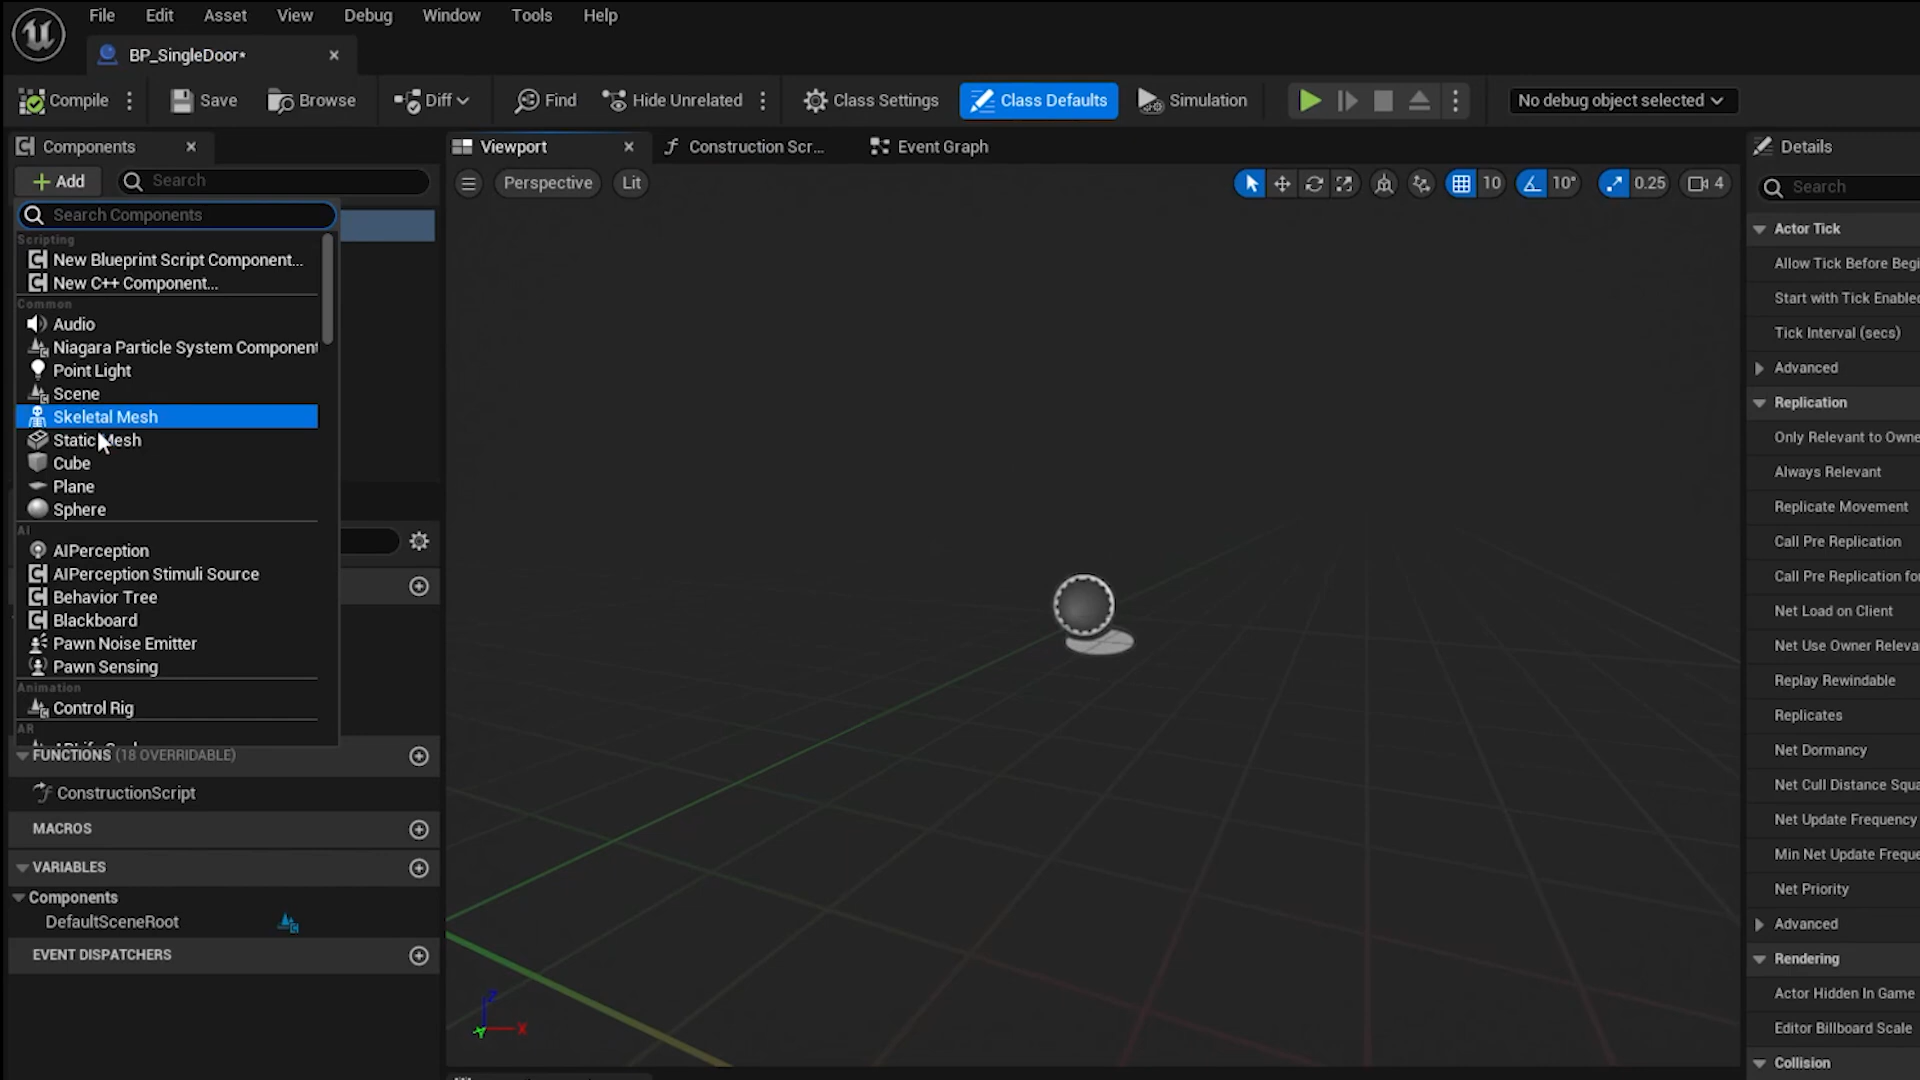 File Edit Asset View Debug Window Tools Help
BP_SingleDoor*
Compile Save Browse Diff Find Hide Unrelated Class Settings Class Defaults Simulation No debug object selected
Components Viewport Construction Scr... Event Graph Details
Add Search Perspective Lit 10 10° 0.25 4 Search
Search Components
Scripting
New Blueprint Script Component...
New C++ Component...
Common
Audio
Niagara Particle System Component
Point Light
Scene
Skeletal Mesh
Static Mesh
Cube
Plane
Sphere
AI
AIPerception
AIPerception Stimuli Source
Behavior Tree
Blackboard
Pawn Noise Emitter
Pawn Sensing
Animation
Control Rig
AR
FUNCTIONS (18 OVERRIDABLE)
ConstructionScript
MACROS
VARIABLES
Components
DefaultSceneRoot
EVENT DISPATCHERS
Z
Y X
Actor Tick
Allow Tick Before Begi
Start with Tick Enabled
Tick Interval (secs)
Advanced
Replication
Only Relevant to Owne
Always Relevant
Replicate Movement
Call Pre Replication
Call Pre Replication fo
Net Load on Client
Net Use Owner Releva
Replay Rewindable
Replicates
Net Dormancy
Net Cull Distance Squa
Net Update Frequency
Min Net Update Freque
Net Priority
Advanced
Rendering
Actor Hidden In Game
Editor Billboard Scale
Collision